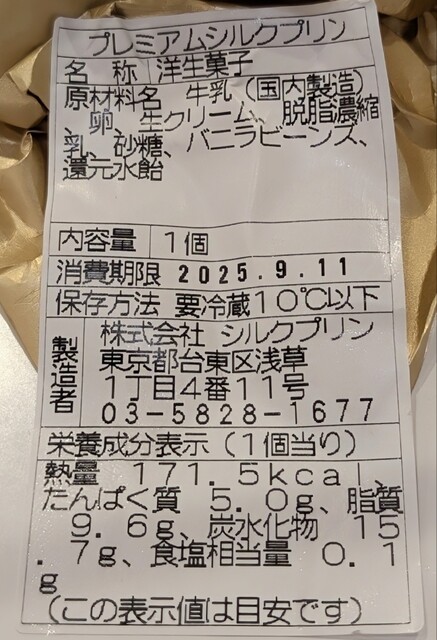 プレミアムシルクプリン
名 称 洋生菓子
原材料名 牛乳(国内製造)
、卵、生クリーム、脱脂濃縮
乳、砂糖、バニラビーンズ、
還元水飴
内容量 1個
消費期限 2025.9.11
保存方法 要冷蔵10℃以下
製造者 株式会社 シルクプリン
東京都台東区浅草
1丁目4番11号
03-5828-1677
栄養成分表示(1個当り)
熱量 171.5kcal、
たんぱく質 5.0g、脂質
9.6g、炭水化物 15
.7g、食塩相当量 0.1
g
(この表示値は目安です)